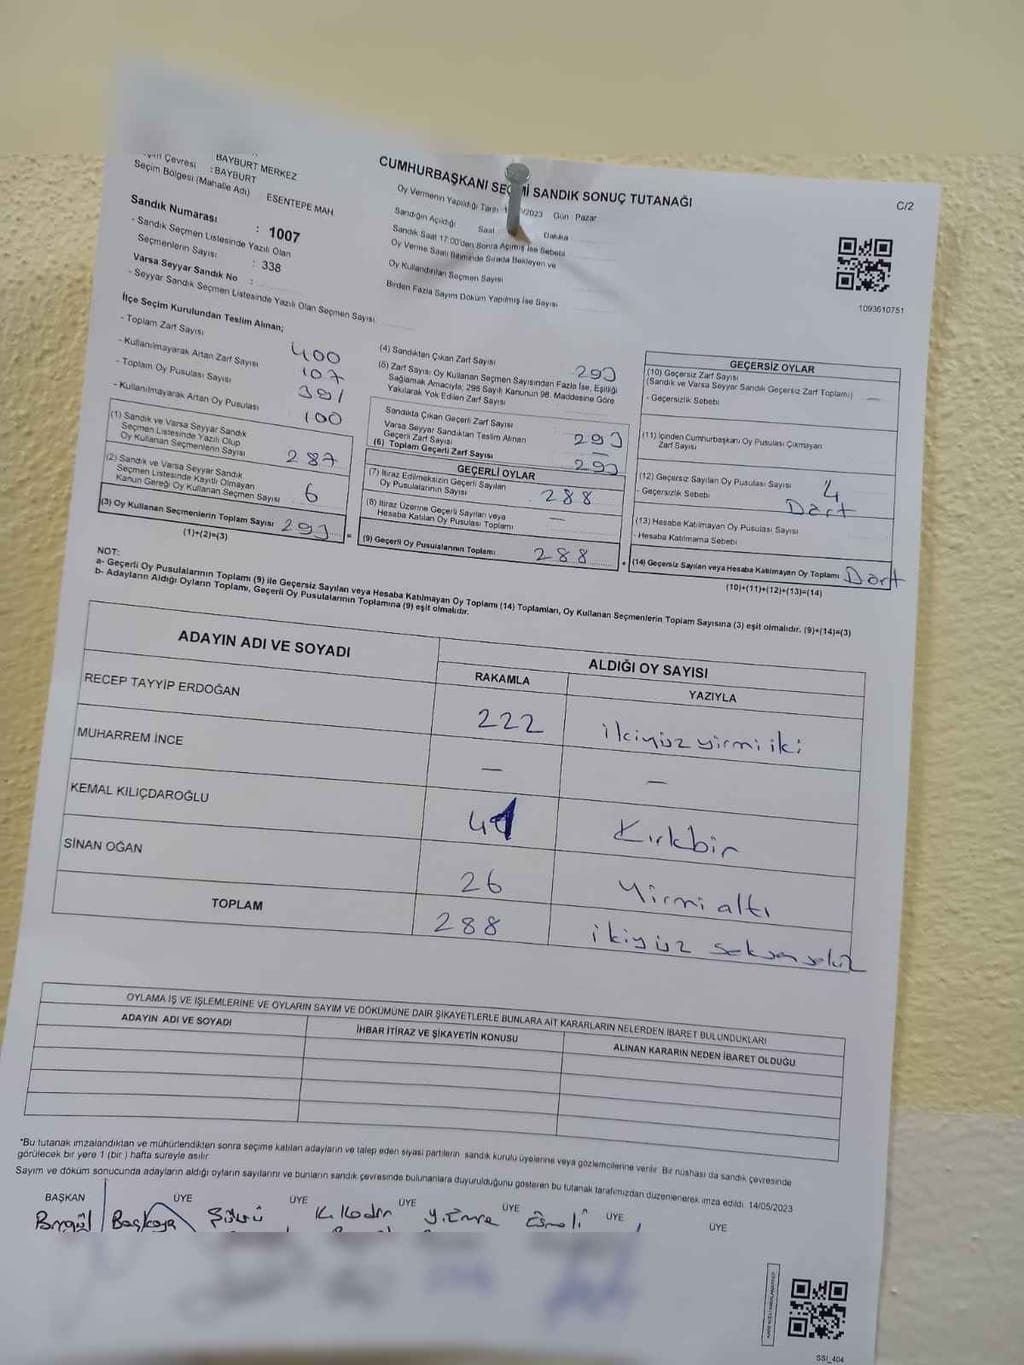 BAYBURT MERKEZ
Seçim Çevresi : BAYBURT
Seçim Bölgesi (Mahalle Adı) ESENTEPE MAH
Sandık Numarası : 1007
- Sandık Seçmen Listesinde Yazılı Olan
Seçmenlerin Sayısı : 338
Varsa Seyyar Sandık No :
- Seyyar Sandık Seçmen Listesinde Yazılı Olan Seçmen Sayısı
CUMHURBAŞKANI SEÇİMİ SANDIK SONUÇ TUTANAĞI
C/2
Oy Vermenin Yapıldığı Tarih /2023 Gün : Pazar
Sandığın Açıldığı Saat Dakika
Sandık Saat 17:00'den Sonra Açılmış İse Sebebi
Oy Verme Saati Bitiminde Sırada Bekleyen ve
Oy Kullandırılan Seçmen Sayısı
Birden Fazla Sayım Döküm Yapılmış İse Sayısı
1093610751
İlçe Seçim Kurulundan Teslim Alınan;
- Toplam Zarf Sayısı 400
- Kullanılmayarak Artan Zarf Sayısı 107
- Toplam Oy Pusulası Sayısı 391
- Kullanılmayarak Artan Oy Pusulası 100
(1) Sandık ve Varsa Seyyar Sandık
Seçmen Listesinde Yazılı Olup
Oy Kullanan Seçmenlerin Sayısı 287
(2) Sandık ve Varsa Seyyar Sandık
Seçmen Listesinde Kayıtlı Olmayan
Kanun Gereği Oy Kullanan Seçmen Sayısı 6
(3) Oy Kullanan Seçmenlerin Toplam Sayısı 293 =
(1)+(2)=(3)
(4) Sandıktan Çıkan Zarf Sayısı 293
(5) Zarf Sayısı Oy Kullanan Seçmen Sayısından Fazla İse, Eşitliği
Sağlamak Amacıyla; 298 Sayılı Kanunun 98. Maddesine Göre
Yakılarak Yok Edilen Zarf Sayısı
Sandıkta Çıkan Geçerli Zarf Sayısı 293
Varsa Seyyar Sandıktan Teslim Alınan
Geçerli Zarf Sayısı —
(6) Toplam Geçerli Zarf Sayısı 293
GEÇERLİ OYLAR
(7) İtiraz Edilmeksizin Geçerli Sayılan
Oy Pusulalarının Sayısı 288
(8) İtiraz Üzerine Geçerli Sayılan veya
Hesaba Katılan Oy Pusulası Toplamı —
(9) Geçerli Oy Pusulalarının Toplamı 288 +
GEÇERSİZ OYLAR
(10) Geçersiz Zarf Sayısı
(Sandık ve Varsa Seyyar Sandık Geçersiz Zarf Toplamı) —
- Geçersizlik Sebebi
(11) İçinden Cumhurbaşkanı Oy Pusulası Çıkmayan
Zarf Sayısı
(12) Geçersiz Sayılan Oy Pusulası Sayısı 4
- Geçersizlik Sebebi Dört
(13) Hesaba Katılmayan Oy Pusulası Sayısı
- Hesaba Katılmama Sebebi
(14) Geçersiz Sayılan veya Hesaba Katılmayan Oy Toplamı Dört
(10)+(11)+(12)+(13)=(14)
NOT:
a- Geçerli Oy Pusulalarının Toplamı (9) ile Geçersiz Sayılan veya Hesaba Katılmayan Oy Toplamı (14) Toplamları, Oy Kullanan Seçmenlerin Toplam Sayısına (3) eşit olmalıdır. (9)+(14)=(3)
b- Adayların Aldığı Oyların Toplamı, Geçerli Oy Pusulalarının Toplamına (9) eşit olmalıdır.
ADAYIN ADI VE SOYADI ALDIĞI OY SAYISI
RAKAMLA YAZIYLA
RECEP TAYYİP ERDOĞAN 222 ikiyüz yirmi iki
MUHARREM İNCE — —
KEMAL KILIÇDAROĞLU 41 Kırkbir
SİNAN OĞAN 26 Yirmi altı
TOPLAM 288 ikiyüz seksen sekiz
OYLAMA İŞ VE İŞLEMLERİNE VE OYLARIN SAYIM VE DÖKÜMÜNE DAİR ŞİKAYETLERLE BUNLARA AİT KARARLARIN NELERDEN İBARET BULUNDUKLARI
ADAYIN ADI VE SOYADI İHBAR İTİRAZ VE ŞİKAYETİN KONUSU ALINAN KARARIN NEDEN İBARET OLDUĞU
*Bu tutanak imzalandıktan ve mühürlendikten sonra seçime katılan adayların ve talep eden siyasi partilerin sandık kurulu üyelerine veya gözlemcilerine verilir. Bir nüshası da sandık çevresinde
görülecek bir yere 1 (bir) hafta süreyle asılır.
Sayım ve döküm sonucunda adayların aldığı oyların sayılarını ve bunların sandık çevresinde bulunanlara duyurulduğunu gösteren bu tutanak tarafımızdan düzenlenerek imza edildi. 14/05/2023
BAŞKAN ÜYE ÜYE ÜYE ÜYE ÜYE ÜYE
SSI_404